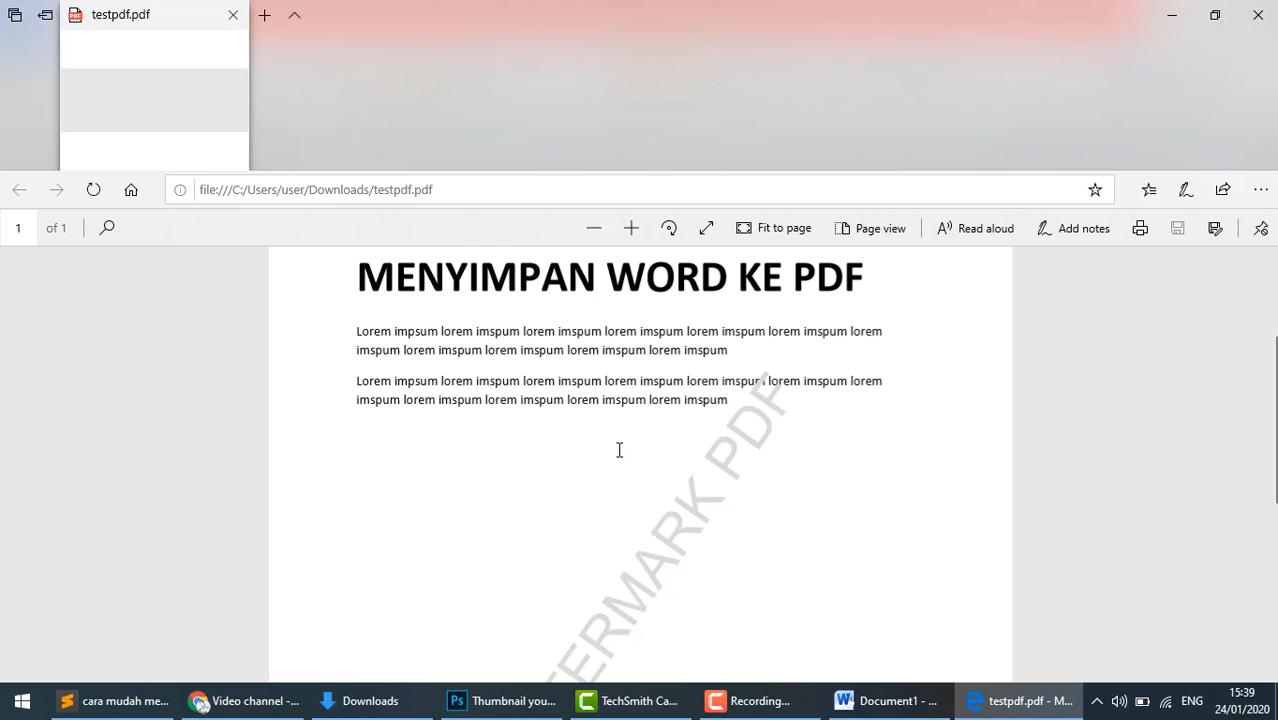 testpdf.pdf
file:///C:/Users/user/Downloads/testpdf.pdf
1 of 1
Fit to page
Page view
Read aloud
Add notes
MENYIMPAN WORD KE PDF
Lorem impsum lorem imspum lorem imspum lorem imspum lorem imspum lorem imspum lorem
imspum lorem imspum lorem imspum lorem imspum lorem imspum
Lorem impsum lorem imspum lorem imspum lorem imspum lorem imspum lorem imspum lorem
imspum lorem imspum lorem imspum lorem imspum lorem imspum
TERMARK PDF
cara mudah me...
Video channel -...
Downloads
Ps
Thumbnail you...
TechSmith Ca...
Recording...
Document1 - ...
testpdf.pdf - M...
ENG
15:39
24/01/2020